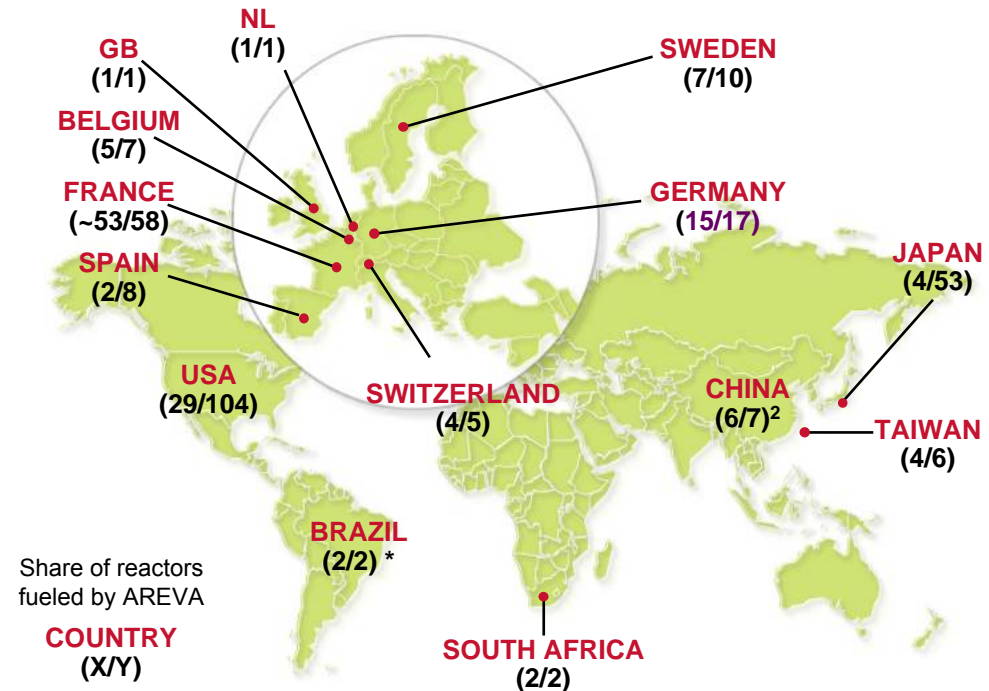 NL
(1/1)
GB
(1/1)
SWEDEN
(7/10)
BELGIUM
(5/7)
FRANCE
(~53/58)
GERMANY
(15/17)
SPAIN
(2/8)
JAPAN
(4/53)
USA
(29/104)
SWITZERLAND
(4/5)
CHINA
(6/7)²
TAIWAN
(4/6)
BRAZIL
(2/2) *
SOUTH AFRICA
(2/2)
Share of reactors
fueled by AREVA
COUNTRY
(X/Y)